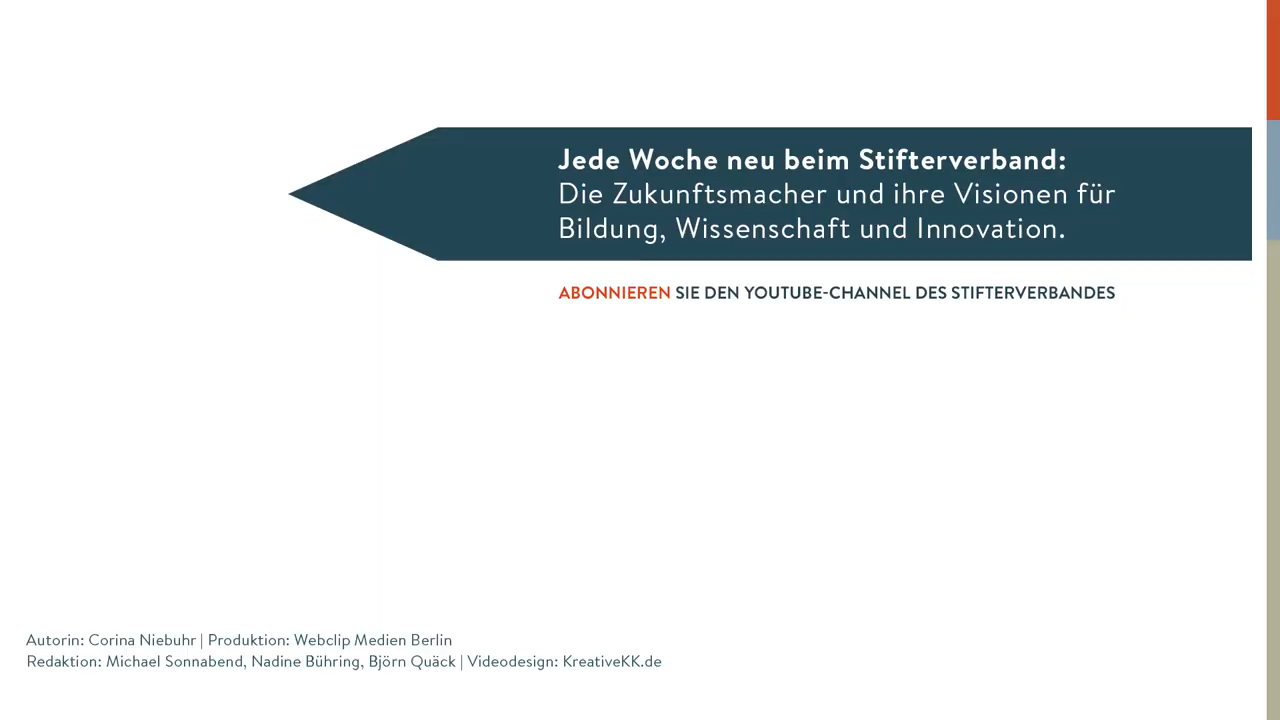 Jede Woche neu beim Stifterverband:
Die Zukunftsmacher und ihre Visionen für
Bildung, Wissenschaft und Innovation.
ABONNIEREN SIE DEN YOUTUBE-CHANNEL DES STIFTERVERBANDES
Autorin: Corina Niebuhr | Produktion: Webclip Medien Berlin
Redaktion: Michael Sonnabend, Nadine Bühring, Björn Quäck | Videodesign: KreativeKK.de